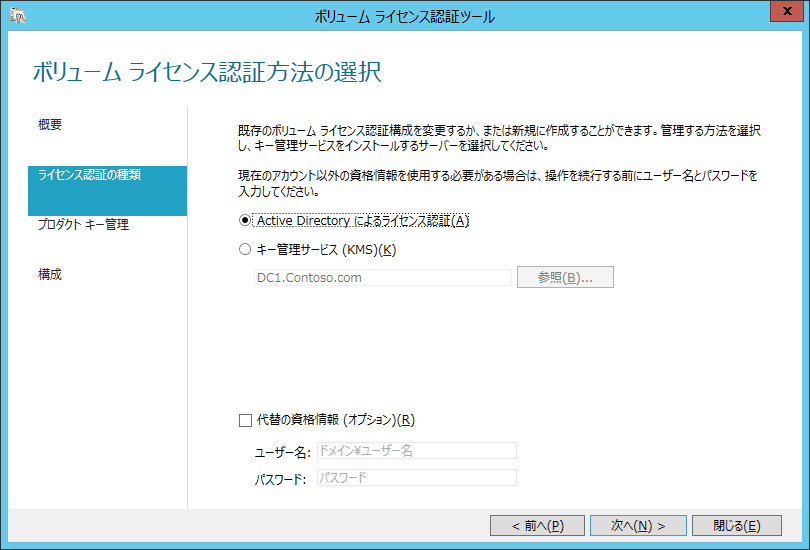 ボリューム ライセンス認証ツール
x
ボリューム ライセンス認証方法の選択
概要
ライセンス認証の種類
プロダクト キー管理
構成
既存のボリューム ライセンス認証構成を変更するか、または新規に作成することができます。管理する方法を選択
し、キー管理サービスをインストールするサーバーを選択してください。
現在のアカウント以外の資格情報を使用する必要がある場合は、操作を続行する前にユーザー名とパスワードを
入力してください。
Active Directory によるライセンス認証(A)
キー管理サービス (KMS)(K)
DC1.Contoso.com
参照(B)...
代替の資格情報 (オプション)(R)
ユーザー名:
ドメイン¥ユーザー名
パスワード:
パスワード
< 前へ(P)
次へ(N) >
閉じる(E)